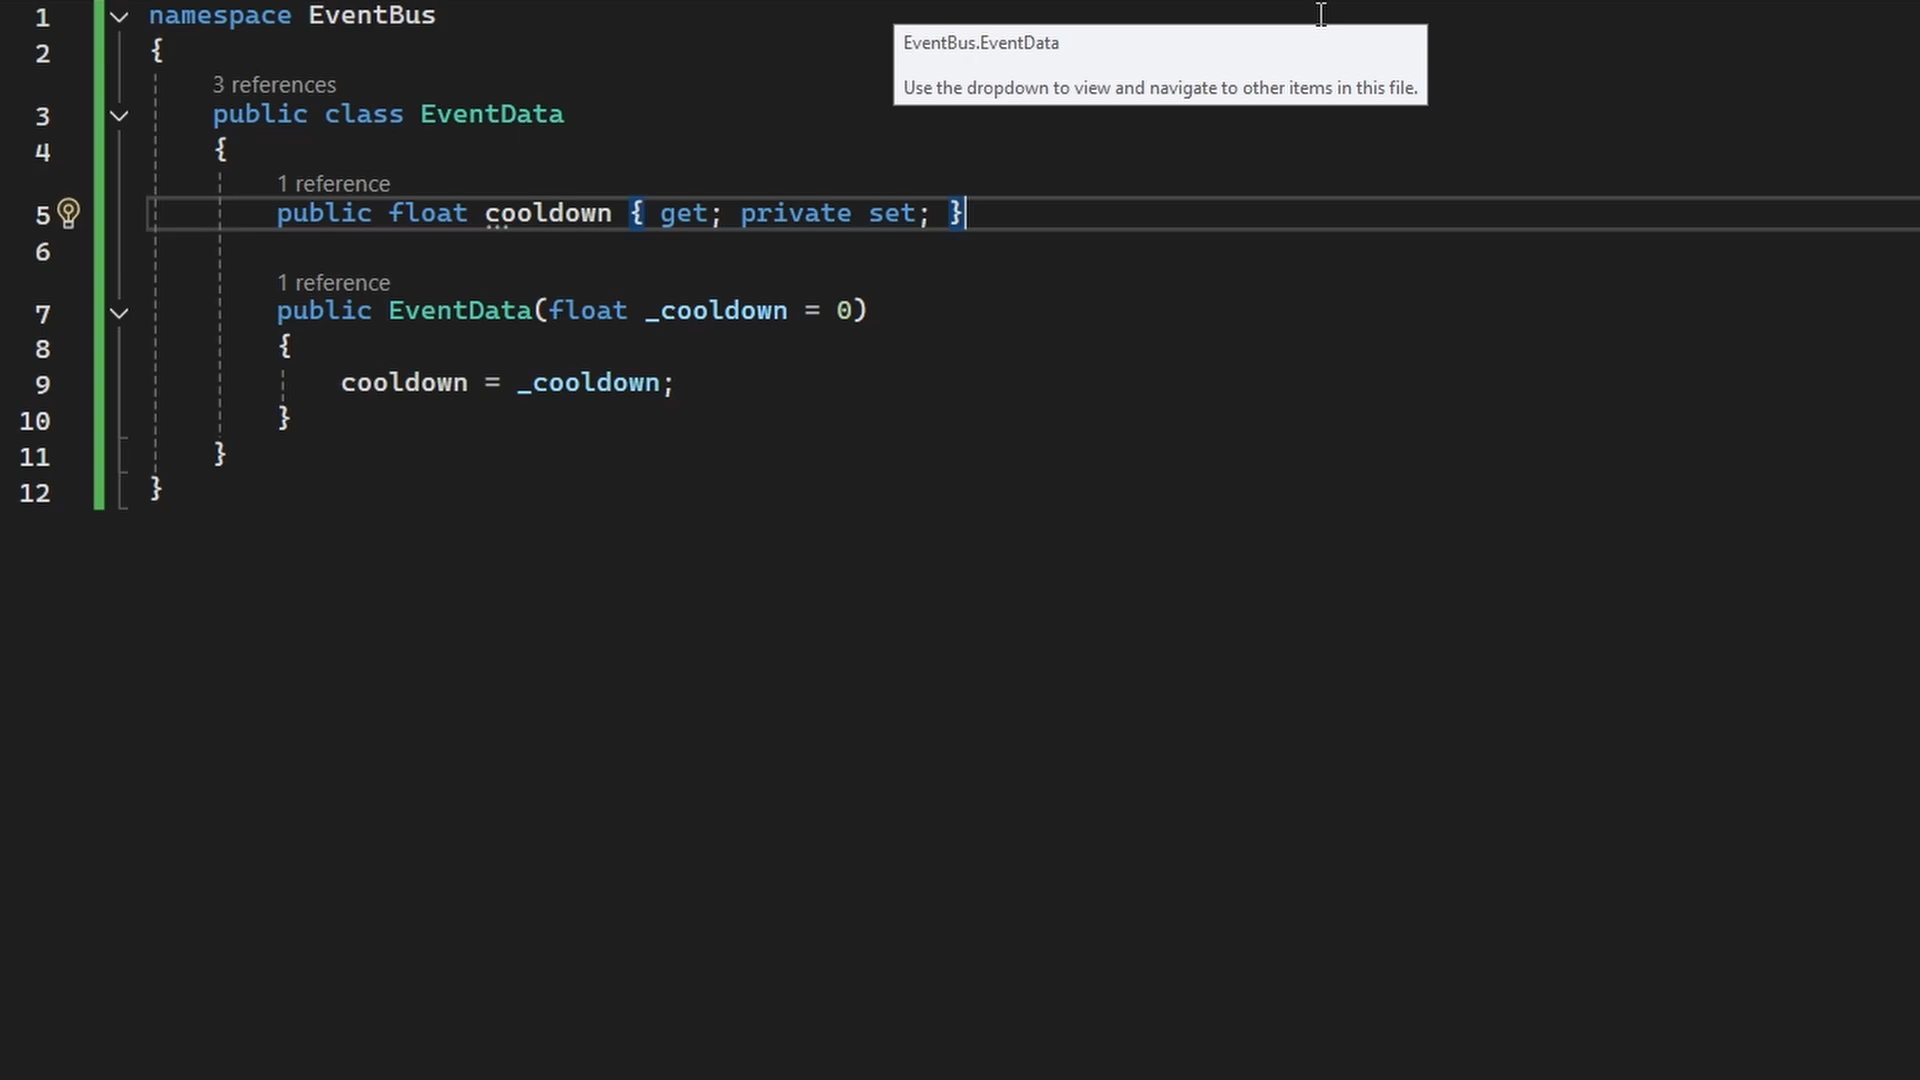 1 namespace EventBus
2 {
3 references
3 public class EventData
4 {
1 reference
5 public float cooldown { get; private set; }
6
1 reference
7 public EventData(float _cooldown = 0)
8 {
9 cooldown = _cooldown;
10 }
11 }
12 }
EventBus.EventData
Use the dropdown to view and navigate to other items in this file.